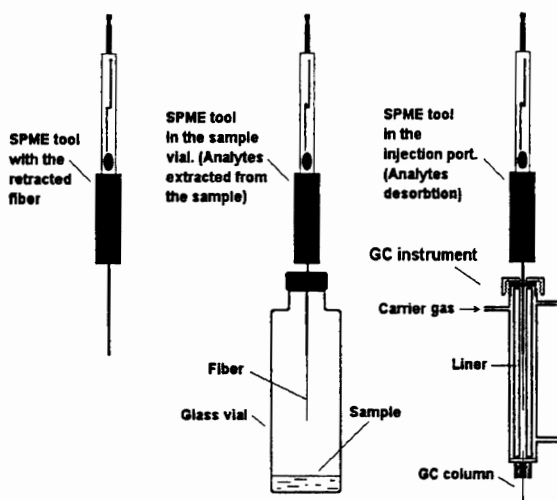 SPME tool
with the
retracted
fiber
SPME tool
in the sample
vial. (Analytes
extracted from
the sample)
Fiber
Glass vial
Sample
SPME tool
in the
injection port.
(Analytes
desorbtion)
GC instrument
Carrier gas
Liner
GC column